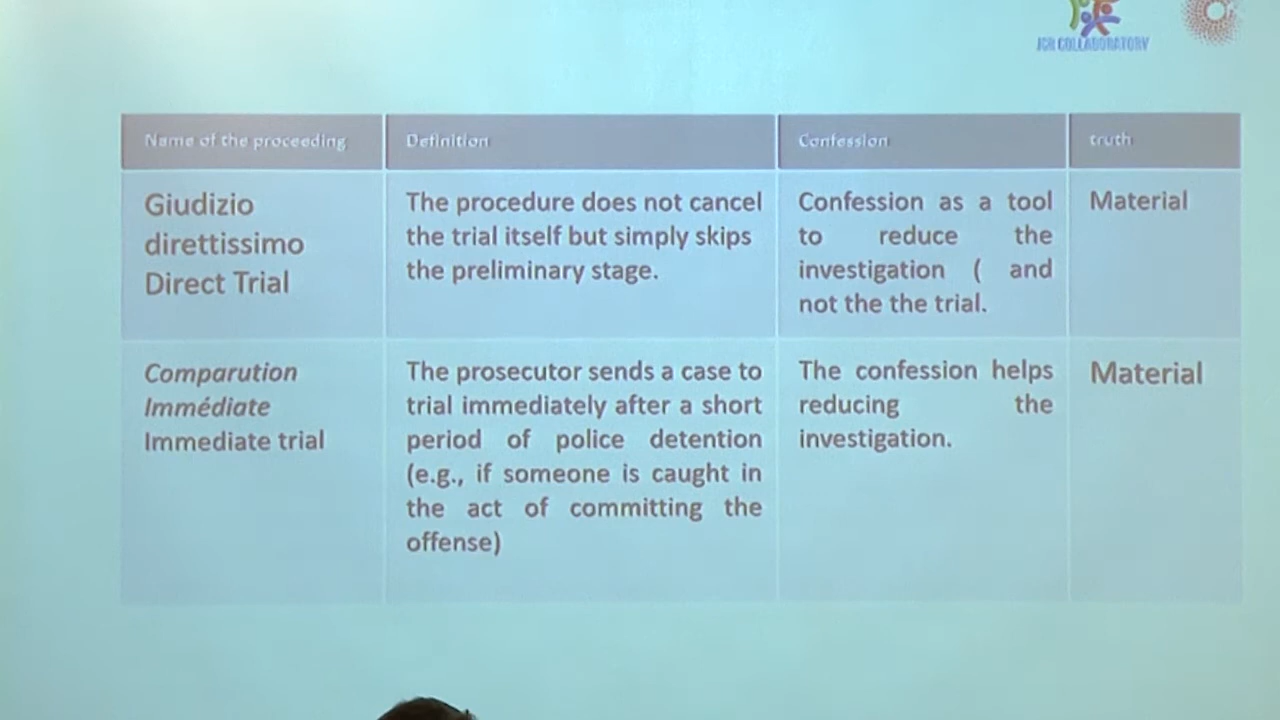 JCR COLLABORATORY
Name of the proceeding
Definition
Confession
truth
Giudizio
direttissimo
Direct Trial
The procedure does not cancel
the trial itself but simply skips
the preliminary stage.
Confession as a tool
to reduce the
investigation ( and
not the the trial.
Material
Comparution
Immédiate
Immediate trial
The prosecutor sends a case to
trial immediately after a short
period of police detention
(e.g., if someone is caught in
the act of committing the
offense)
The confession helps
reducing the
investigation.
Material